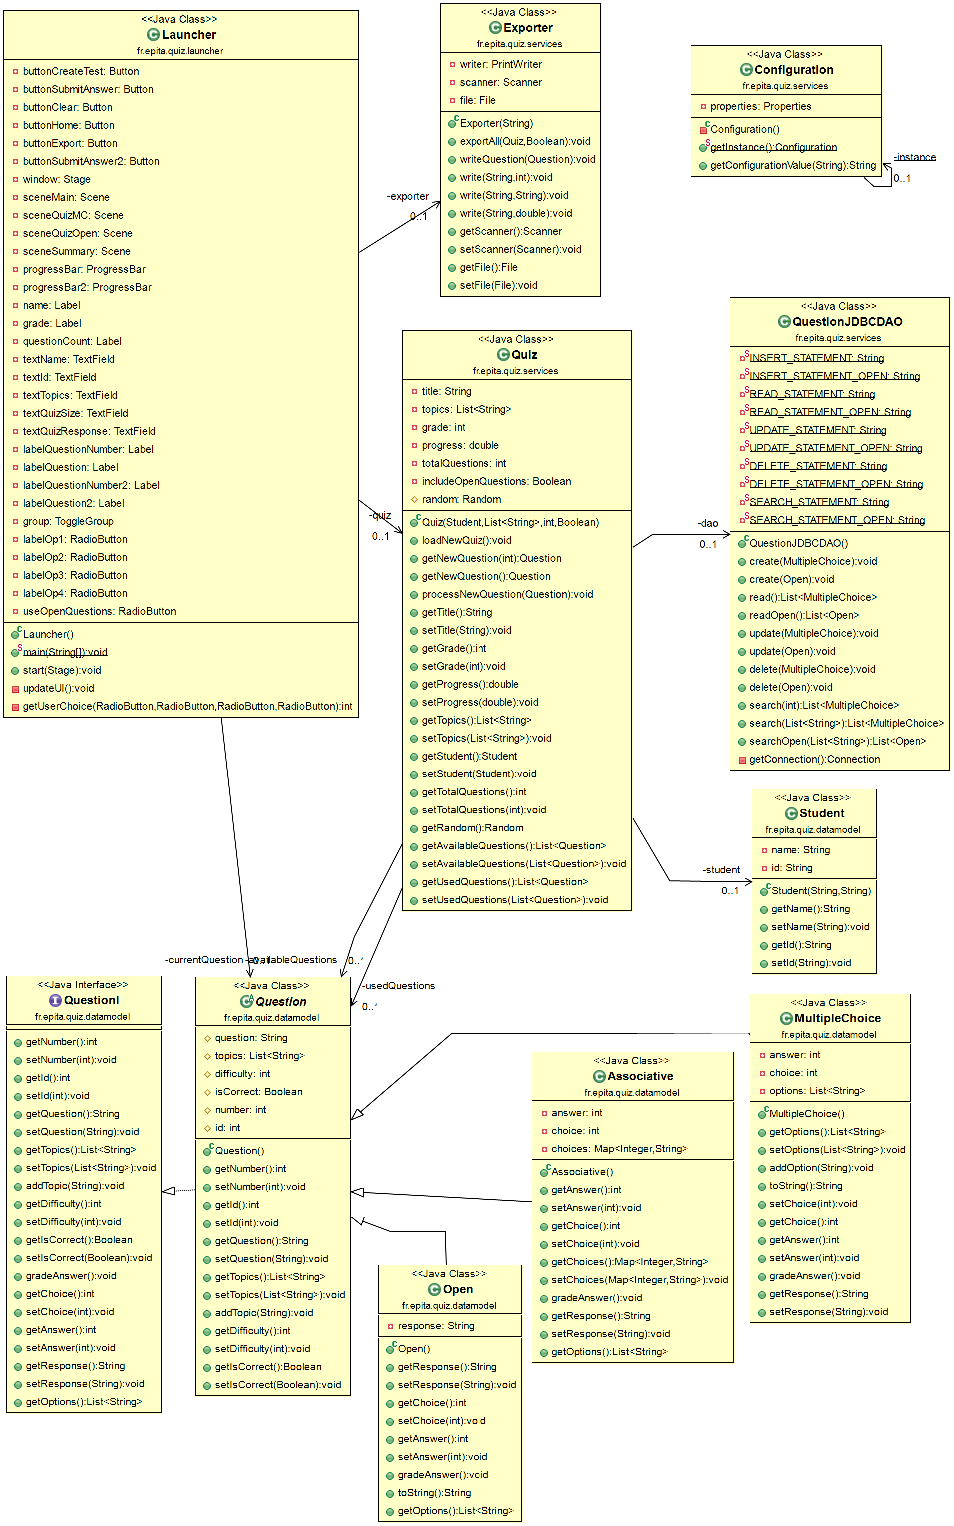 <<Java Class>>
Launcher
fr.epita.quiz.launcher
buttonCreateTest: Button
buttonSubmitAnswer: Button
buttonClear: Button
buttonHome: Button
buttonExport: Button
buttonSubmitAnswer2: Button
window: Stage
sceneMain: Scene
sceneQuizMC: Scene
sceneQuizOpen: Scene
sceneSummary: Scene
progressBar: ProgressBar
progressBar2: ProgressBar
name: Label
grade: Label
questionCount: Label
textName: TextField
textId: TextField
textTopics: TextField
textQuizSize: TextField
textQuizResponse: TextField
labelQuestionNumber: Label
labelQuestion: Label
labelQuestionNumber2: Label
labelQuestion2: Label
group: ToggleGroup
labelOp1: RadioButton
labelOp2: RadioButton
labelOp3: RadioButton
labelOp4: RadioButton
useOpenQuestions: RadioButton
Launcher()
main(String[]):void
start(Stage):void
updateUI():void
getUserChoice(RadioButton,RadioButton,RadioButton,RadioButton):int
-exporter
0..1
<<Java Class>>
Exporter
fr.epita.quiz.services
writer: PrintWriter
scanner: Scanner
file: File
Exporter(String)
exportAll(Quiz,Boolean):void
writeQuestion(Question):void
write(String,int):void
write(String,String):void
write(String,double):void
getScanner():Scanner
setScanner(Scanner):void
getFile():File
setFile(File):void
<<Java Class>>
Configuration
fr.epita.quiz.services
properties: Properties
Configuration()
getInstance():Configuration
getConfigurationValue(String):String
-instance
0..1
-quiz
0..1
<<Java Class>>
Quiz
fr.epita.quiz.services
title: String
topics: List<String>
grade: int
progress: double
totalQuestions: int
includeOpenQuestions: Boolean
random: Random
Quiz(Student,List<String>,int,Boolean)
loadNewQuiz():void
getNewQuestion(int):Question
getNewQuestion():Question
processNewQuestion(Question):void
getTitle():String
setTitle(String):void
getGrade():int
setGrade(int):void
getProgress():double
setProgress(double):void
getTopics():List<String>
setTopics(List<String>):void
getStudent():Student
setStudent(Student):void
getTotalQuestions():int
setTotalQuestions(int):void
getRandom():Random
getAvailableQuestions():List<Question>
setAvailableQuestions(List<Question>):void
getUsedQuestions():List<Question>
setUsedQuestions(List<Question>):void
-dao
0..1
<<Java Class>>
QuestionJDBCDAO
fr.epita.quiz.services
INSERT_STATEMENT: String
INSERT_STATEMENT_OPEN: String
READ_STATEMENT: String
READ_STATEMENT_OPEN: String
UPDATE_STATEMENT: String
UPDATE_STATEMENT_OPEN: String
DELETE_STATEMENT: String
DELETE_STATEMENT_OPEN: String
SEARCH_STATEMENT: String
SEARCH_STATEMENT_OPEN: String
QuestionJDBCDAO()
create(MultipleChoice):void
create(Open):void
read():List<MultipleChoice>
readOpen():List<Open>
update(MultipleChoice):void
update(Open):void
delete(MultipleChoice):void
delete(Open):void
search(int):List<MultipleChoice>
search(List<String>):List<MultipleChoice>
searchOpen(List<String>):List<Open>
getConnection():Connection
-student
0..1
<<Java Class>>
Student
fr.epita.quiz.datamodel
name: String
id: String
Student(String,String)
getName():String
setName(String):void
getId():String
setId(String):void
-currentQuestion
-availableQuestions
0..*
-usedQuestions
0..*
<<Java Interface>>
QuestionI
fr.epita.quiz.datamodel
getNumber():int
setNumber(int):void
getId():int
setId(int):void
getQuestion():String
setQuestion(String):void
getTopics():List<String>
setTopics(List<String>):void
addTopic(String):void
getDifficulty():int
setDifficulty(int):void
getIsCorrect():Boolean
setIsCorrect(Boolean):void
gradeAnswer():void
getChoice():int
setChoice(int):void
getAnswer():int
setAnswer(int):void
getResponse():String
setResponse(String):void
getOptions():List<String>
<<Java Class>>
Question
fr.epita.quiz.datamodel
question: String
topics: List<String>
difficulty: int
isCorrect: Boolean
number: int
id: int
Question()
getNumber():int
setNumber(int):void
getId():int
setId(int):void
getQuestion():String
setQuestion(String):void
getTopics():List<String>
setTopics(List<String>):void
addTopic(String):void
getDifficulty():int
setDifficulty(int):void
getIsCorrect():Boolean
setIsCorrect(Boolean):void
<<Java Class>>
Open
fr.epita.quiz.datamodel
response: String
Open()
getResponse():String
setResponse(String):void
getChoice():int
setChoice(int):void
getAnswer():int
setAnswer(int):void
gradeAnswer():void
toString():String
getOptions():List<String>
<<Java Class>>
Associative
fr.epita.quiz.datamodel
answer: int
choice: int
choices: Map<Integer,String>
Associative()
getAnswer():int
setAnswer(int):void
getChoice():int
setChoice(int):void
getChoices():Map<Integer,String>
setChoices(Map<Integer,String>):void
gradeAnswer():void
getResponse():String
setResponse(String):void
getOptions():List<String>
<<Java Class>>
MultipleChoice
fr.epita.quiz.datamodel
answer: int
choice: int
options: List<String>
MultipleChoice()
getOptions():List<String>
setOptions(List<String>):void
addOption(String):void
toString():String
setChoice(int):void
getChoice():int
getAnswer():int
setAnswer(int):void
gradeAnswer():void
getResponse():String
setResponse(String):void